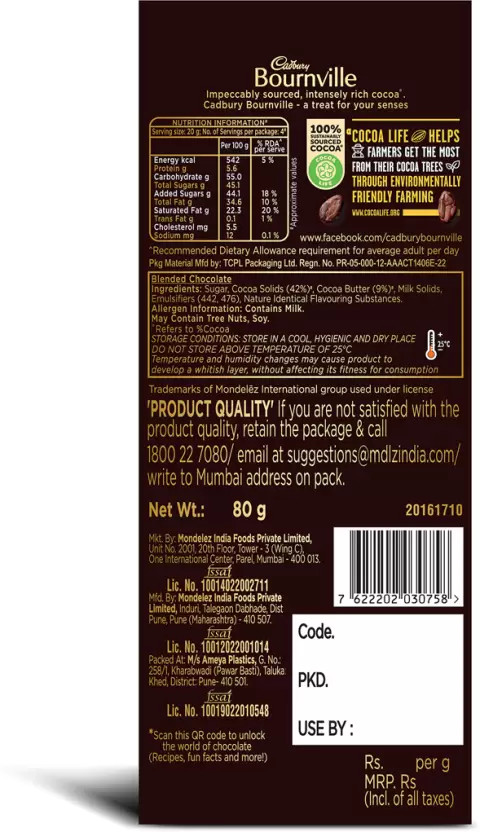 Cadbury
Bournville
Impeccably sourced, intensely rich cocoa^.
Cadbury Bournville - a treat for your senses
NUTRITION INFORMATION*
Serving size: 20 g; No. of Servings per package: 4*
Per 100 g % RDA^ per serve
Energy kcal 542 5 %
Protein g 5.6
Carbohydrate g 55.0
Total Sugars g 45.1
Added Sugars g 44.1 18 %
Total Fat g 34.6 10 %
Saturated Fat g 22.3 20 %
Trans Fat g 0.1 1 %
Cholesterol mg 5.5
Sodium mg 12 0.1 %
*Approximate values
100%
SUSTAINABLY
SOURCED
COCOA
COCOA
LIFE
COCOA LIFE HELPS
FARMERS GET THE MOST
FROM THEIR COCOA TREES
THROUGH ENVIRONMENTALLY
FRIENDLY FARMING
WWW.COCOALIFE.ORG
www.facebook.com/cadburybournville
^Recommended Dietary Allowance requirement for average adult per day
Pkg Material Mfd by: TCPL Packaging Ltd. Regn. No. PR-05-000-12-AAACT1406E-22
Blended Chocolate
Ingredients: Sugar, Cocoa Solids (42%)#, Cocoa Butter (9%)#, Milk Solids,
Emulsifiers (442, 476), Nature Identical Flavouring Substances.
Allergen Information: Contains Milk.
May Contain Tree Nuts, Soy.
^Refers to %Cocoa
STORAGE CONDITIONS: STORE IN A COOL, HYGIENIC AND DRY PLACE
DO NOT STORE ABOVE TEMPERATURE OF 25°C
Temperature and humidity changes may cause product to
develop a whitish layer, without affecting its fitness for consumption
+
25°C
-
Trademarks of Mondelēz International group used under license
'PRODUCT QUALITY' If you are not satisfied with the
product quality, retain the package & call
1800 22 7080/ email at suggestions@mdlzindia.com/
write to Mumbai address on pack.
Net Wt.: 80 g
20161710
Mkt. By: Mondelez India Foods Private Limited,
Unit No. 2001, 20th Floor, Tower - 3 (Wing C),
One International Center, Parel, Mumbai - 400 013.
fssai
Lic. No. 10014022002711
Mfd. By: Mondelez India Foods Private
Limited, Induri, Talegaon Dabhade, Dist
Pune, Pune (Maharashtra) - 410 507.
fssai
Lic. No. 10012022001014
Packed At: M/s Ameya Plastics, G. No.:
258/1, Kharabwadi (Pawar Basti), Taluka:
Khed, District: Pune- 410 501.
fssai
Lic. No. 10019022010548
*Scan this QR code to unlock
the world of chocolate
(Recipes, fun facts and more!)
7 622202 030758 >
Code.
PKD.
USE BY :
Rs. per g
MRP. Rs
(Incl. of all taxes)